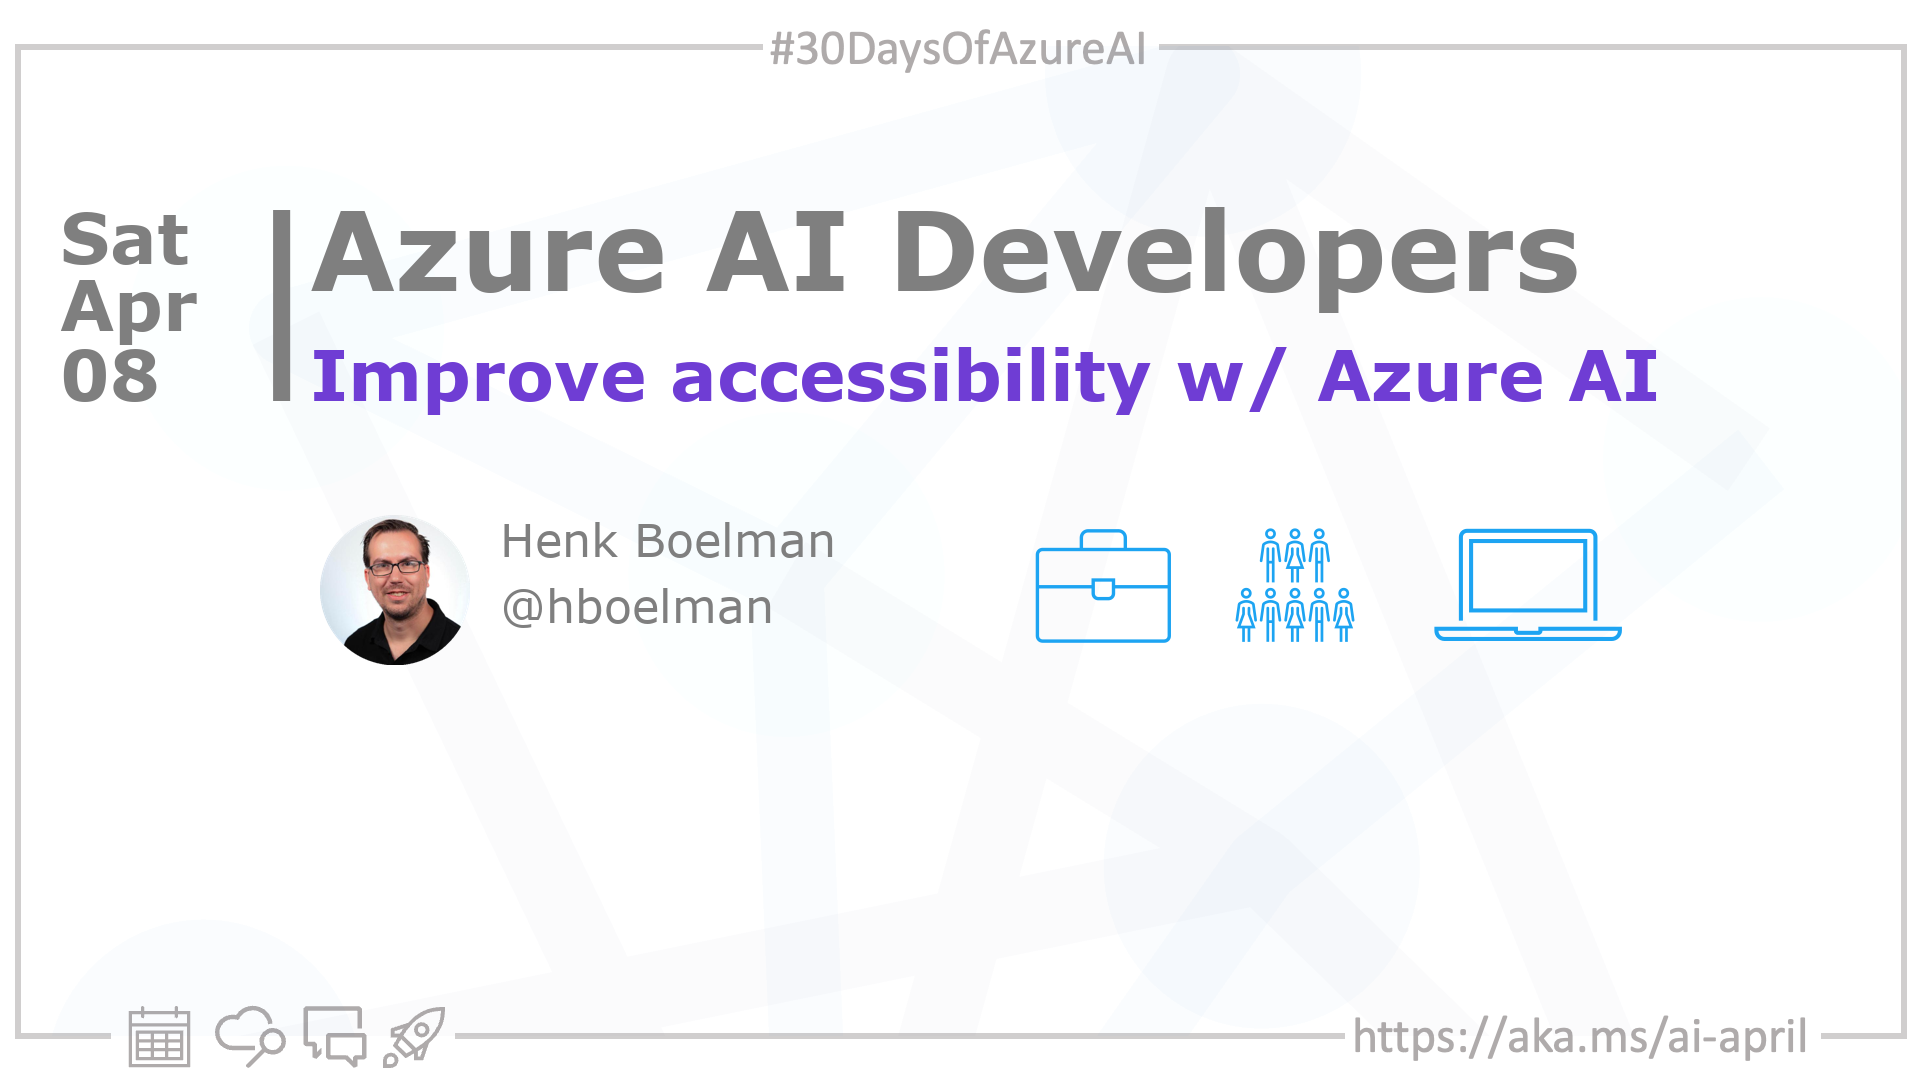 #30DaysOfAzureAI
Sat
Apr
08
Azure AI Developers
Improve accessibility w/ Azure AI
Henk Boelman
@hboelman
https://aka.ms/ai-april